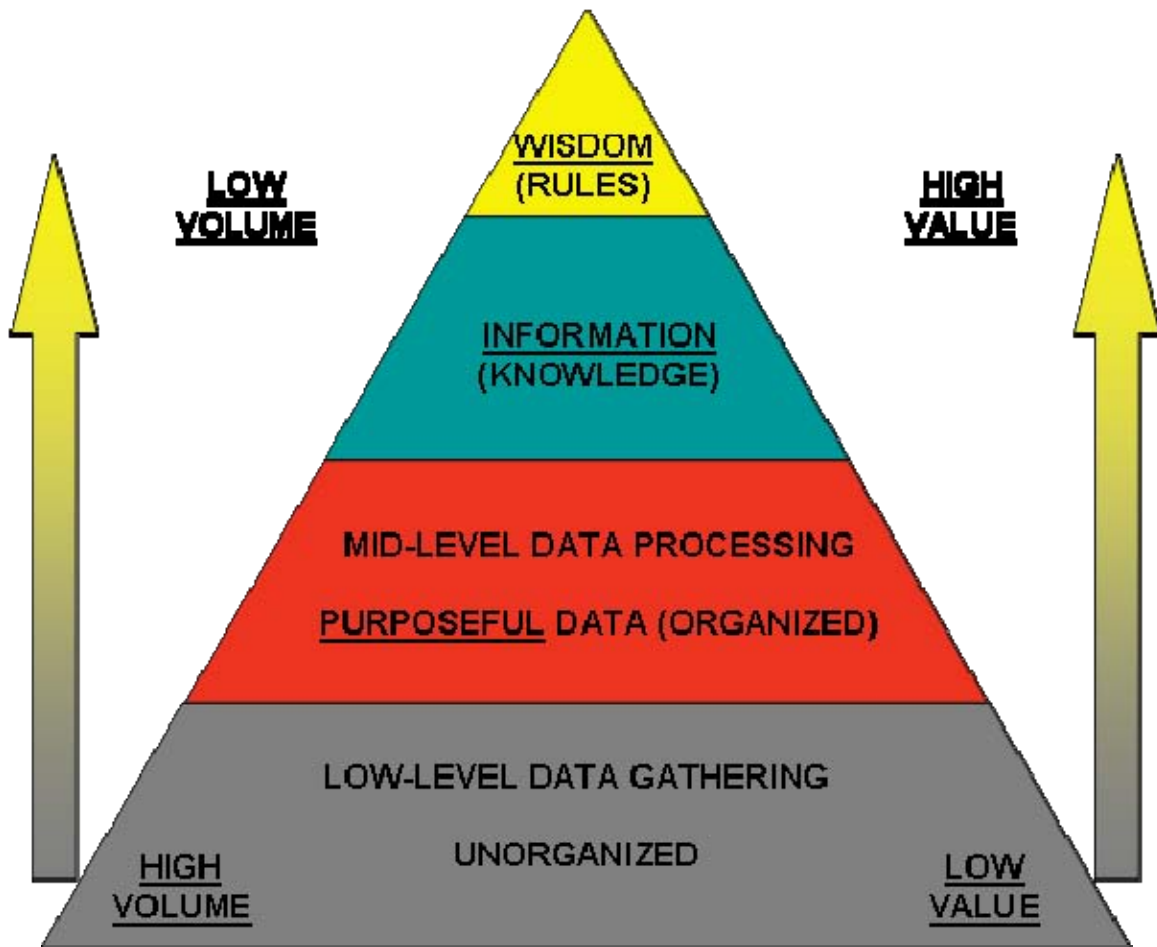 WISDOM
(RULES)
LOW
VOLUME
HIGH
VALUE
INFORMATION
(KNOWLEDGE)
MID-LEVEL DATA PROCESSING
PURPOSEFUL DATA (ORGANIZED)
LOW-LEVEL DATA GATHERING
UNORGANIZED
HIGH
VOLUME
LOW
VALUE